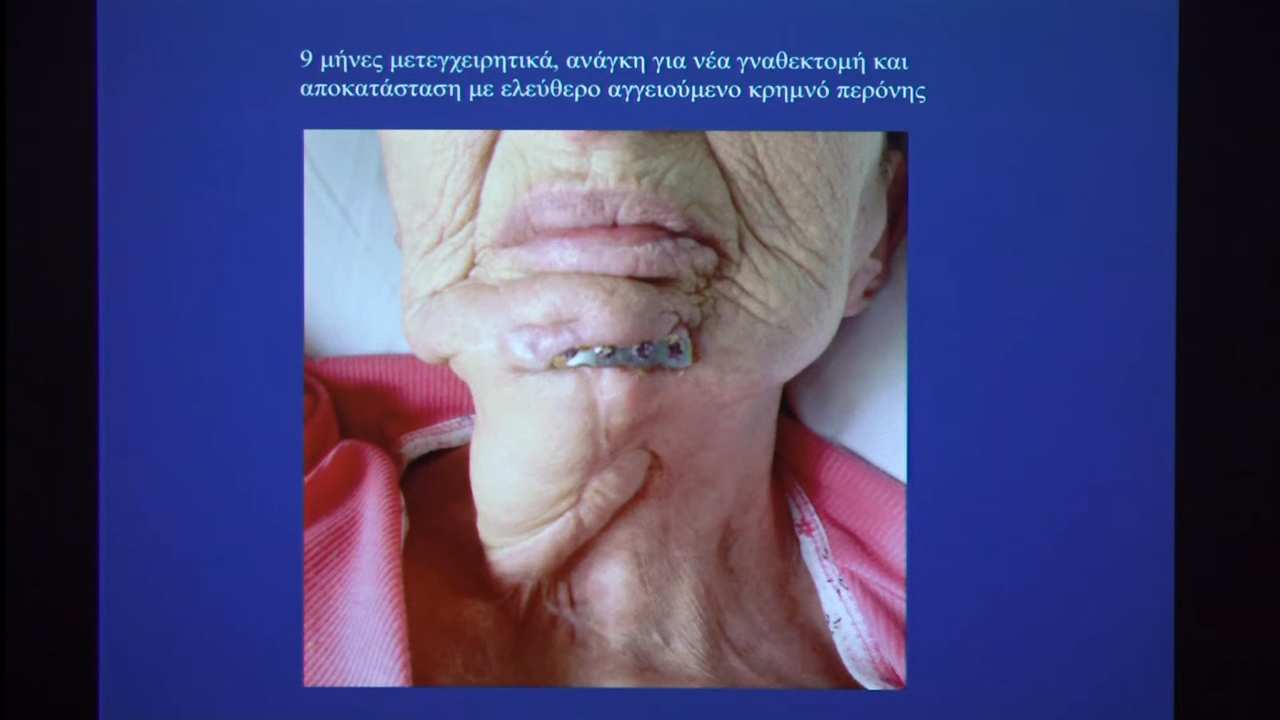 9 μήνες μετεγχειρητικά, ανάγκη για νέα γναθεκτομή και
αποκατάσταση με ελεύθερο αγγειούμενο κρημνό περόνης